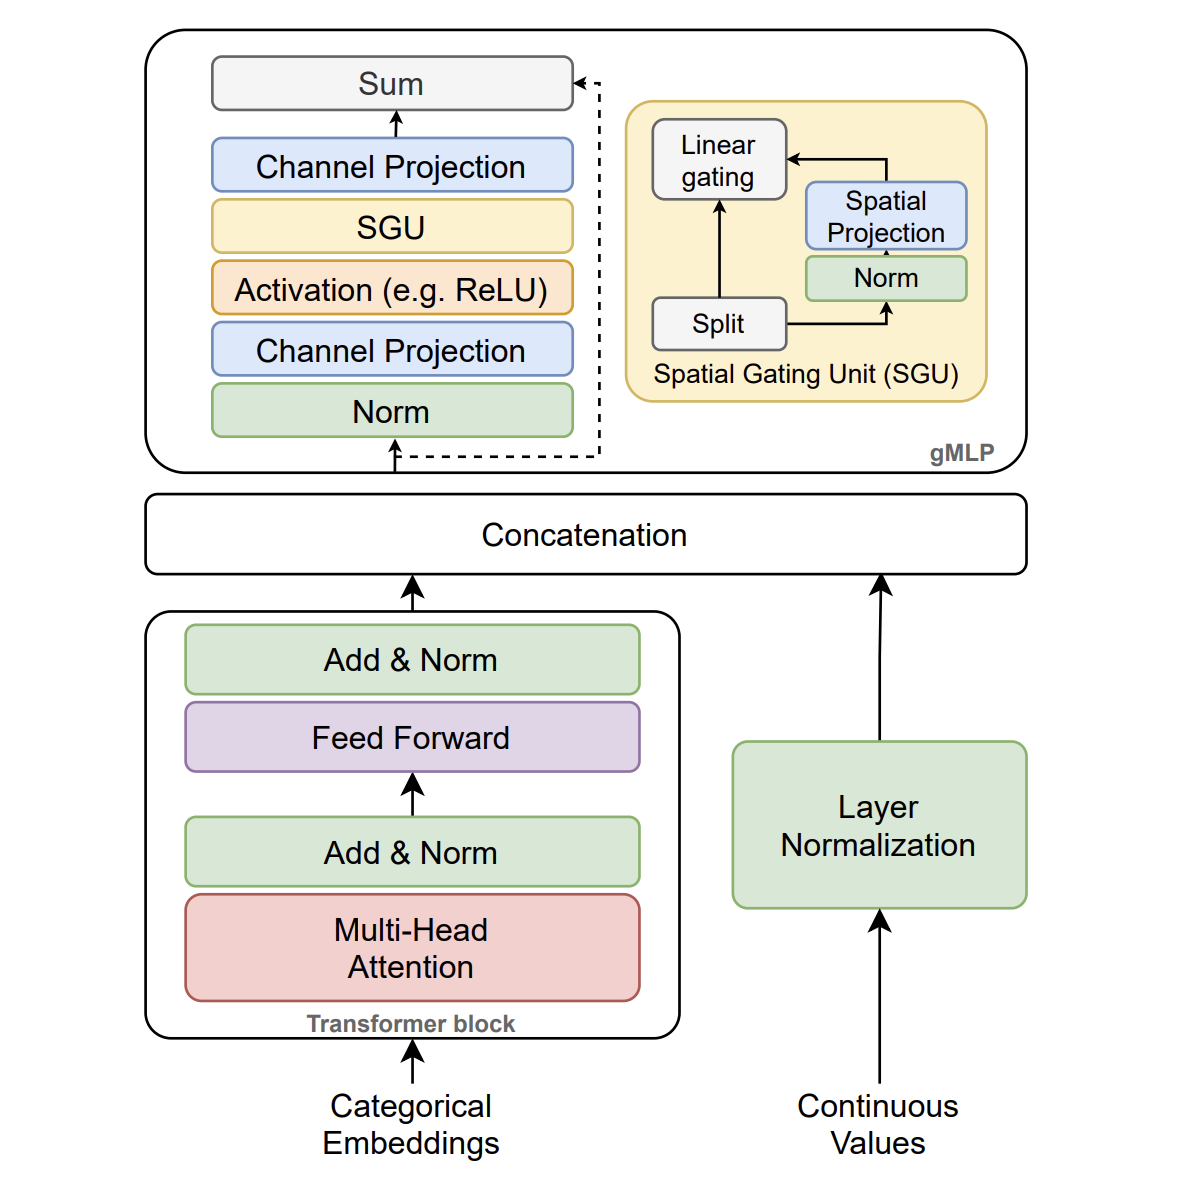 Sum
Channel Projection
SGU
Activation (e.g. ReLU)
Channel Projection
Norm
Linear
gating
Spatial
Projection
Norm
Split
Spatial Gating Unit (SGU)
gMLP
Concatenation
Add & Norm
Feed Forward
Add & Norm
Multi-Head
Attention
Transformer block
Layer
Normalization
Categorical
Embeddings
Continuous
Values